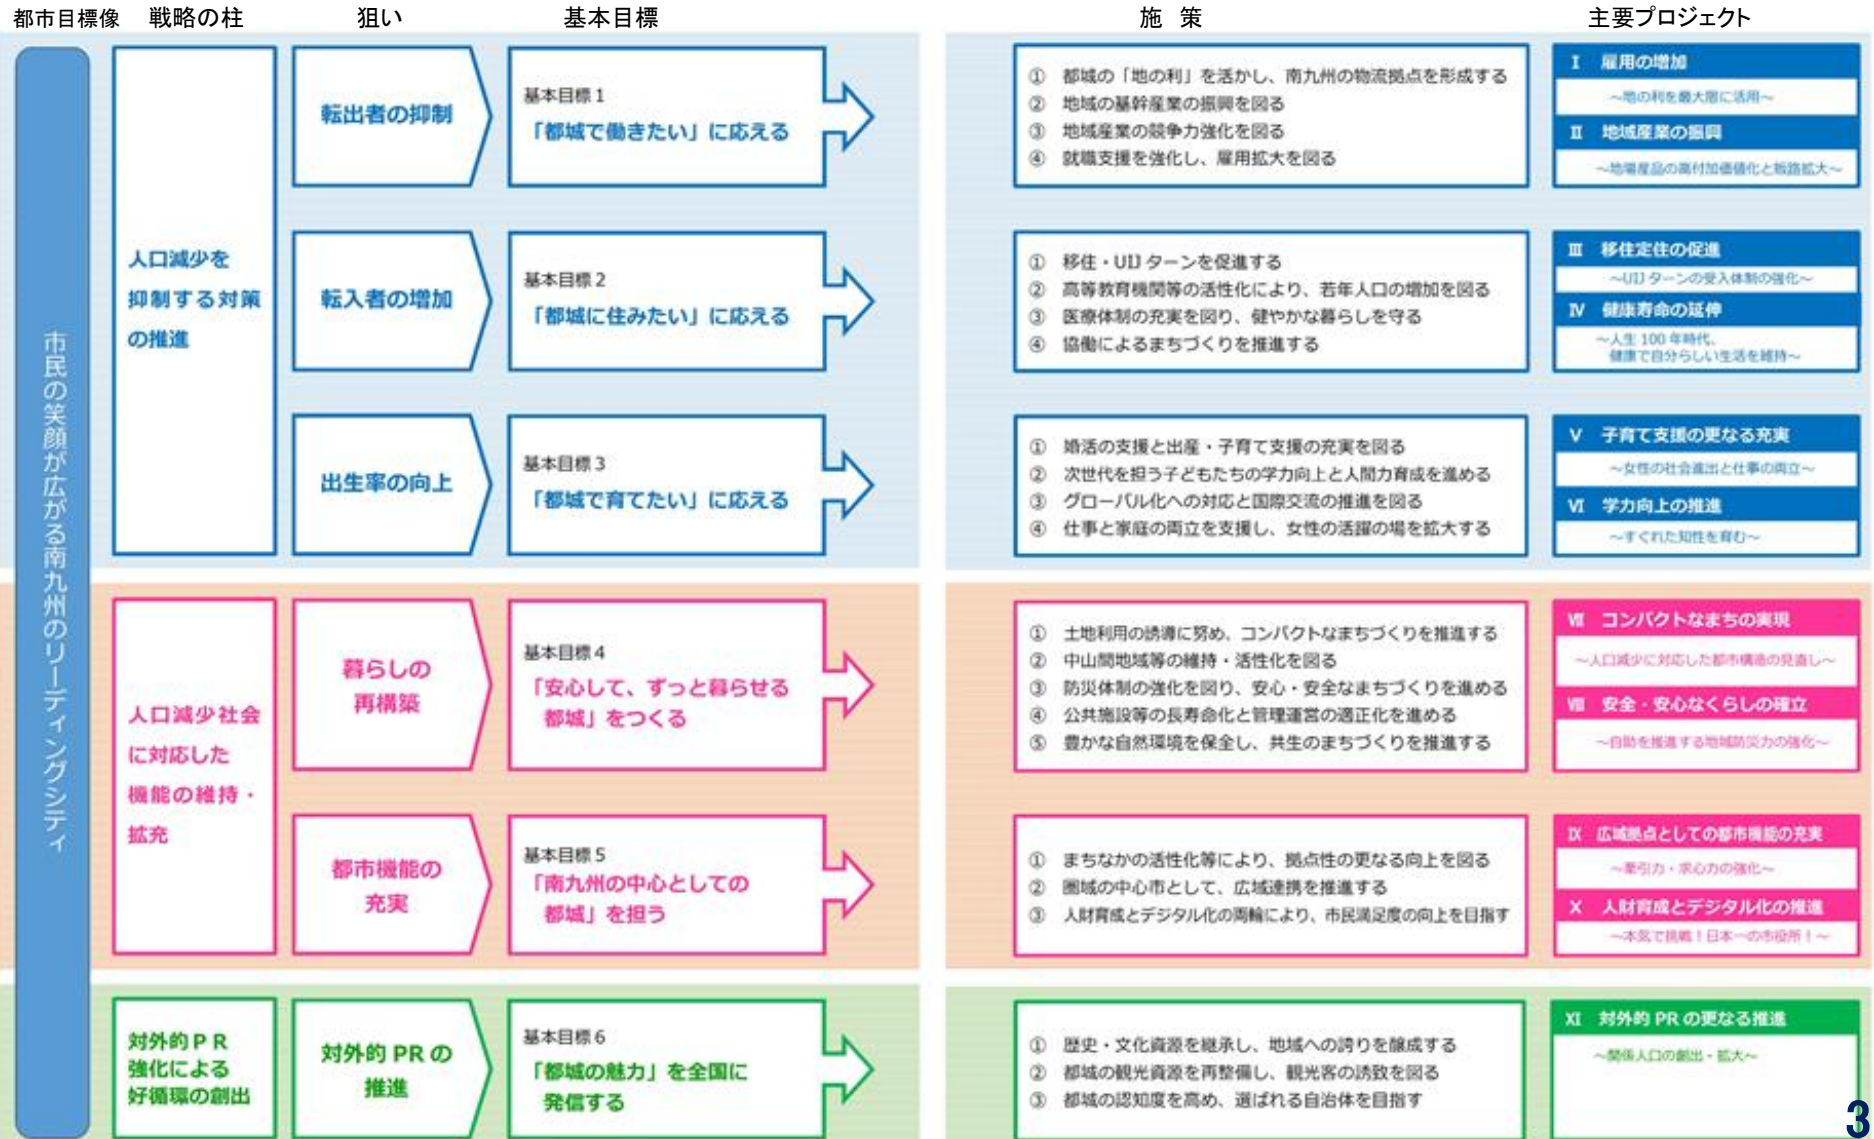 都市目標像 戦略の柱 狙い 基本目標 施 策 主要プロジェクト
市民の笑顔が広がる南九州のリーディングシティ
人口減少を
抑制する対策
の推進
転出者の抑制
基本目標1
「都城で働きたい」に応える
① 都城の「地の利」を活かし、南九州の物流拠点を形成する
② 地域の基幹産業の振興を図る
③ 地域産業の競争力強化を図る
④ 就職支援を強化し、雇用拡大を図る
Ⅰ 雇用の増加
～地の利を最大限に活用～
Ⅱ 地域産業の振興
～地場産品の高付加価値化と販路拡大～
転入者の増加
基本目標2
「都城に住みたい」に応える
① 移住・UIJターンを促進する
② 高等教育機関等の活性化により、若年人口の増加を図る
③ 医療体制の充実を図り、健やかな暮らしを守る
④ 協働によるまちづくりを推進する
Ⅲ 移住定住の促進
～UIJターンの受入体制の強化～
Ⅳ 健康寿命の延伸
～人生100年時代、
健康で自分らしい生活を維持～
出生率の向上
基本目標3
「都城で育てたい」に応える
① 婚活の支援と出産・子育て支援の充実を図る
② 次世代を担う子どもたちの学力向上と人間力育成を進める
③ グローバル化への対応と国際交流の推進を図る
④ 仕事と家庭の両立を支援し、女性の活躍の場を拡大する
Ⅴ 子育て支援の更なる充実
～女性の社会進出と仕事の両立～
Ⅵ 学力向上の推進
～すぐれた知性を育む～
人口減少社会
に対応した
機能の維持・
拡充
暮らしの
再構築
基本目標4
「安心して、ずっと暮らせる
都城」をつくる
① 土地利用の誘導に努め、コンパクトなまちづくりを推進する
② 中山間地域等の維持・活性化を図る
③ 防災体制の強化を図り、安心・安全なまちづくりを進める
④ 公共施設等の長寿命化と管理運営の適正化を進める
⑤ 豊かな自然環境を保全し、共生のまちづくりを推進する
Ⅶ コンパクトなまちの実現
～人口減少に対応した都市構造の見直し～
Ⅷ 安全・安心なくらしの確立
～自助を推進する地域防災力の強化～
都市機能の
充実
基本目標5
「南九州の中心としての
都城」を担う
① まちなかの活性化等により、拠点性の更なる向上を図る
② 圏域の中心市として、広域連携を推進する
③ 人財育成とデジタル化の両輪により、市民満足度の向上を目指す
Ⅸ 広域拠点としての都市機能の充実
～牽引力・求心力の強化～
Ⅹ 人財育成とデジタル化の推進
～本気で挑戦！日本一の市役所！～
対外的PR
強化による
好循環の創出
対外的PRの
推進
基本目標6
「都城の魅力」を全国に
発信する
① 歴史・文化資源を継承し、地域への誇りを醸成する
② 都城の観光資源を再整備し、観光客の誘致を図る
③ 都城の認知度を高め、選ばれる自治体を目指す
Ⅺ 対外的PRの更なる推進
～関係人口の創出・拡大～
3